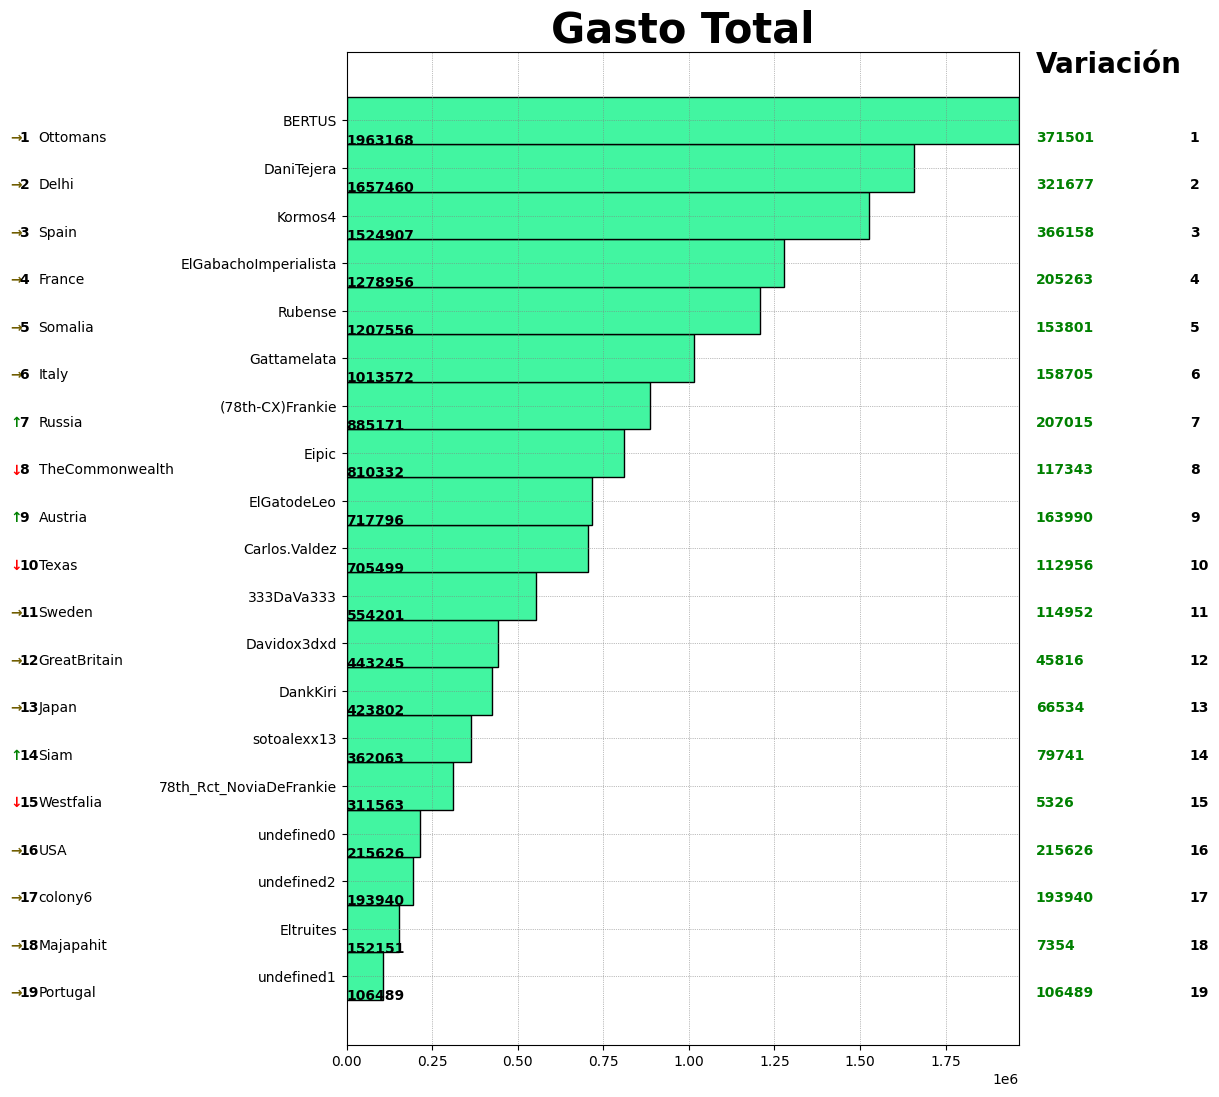 Gasto Total
Variación
BERTUS
→1 Ottomans 1963168 371501 1
DaniTejera
→2 Delhi 1657460 321677 2
Kormos4
→3 Spain 1524907 366158 3
ElGabachoImperialista
→4 France 1278956 205263 4
Rubense
→5 Somalia 1207556 153801 5
Gattamelata
→6 Italy 1013572 158705 6
(78th-CX)Frankie
↑7 Russia 885171 207015 7
Eipic
↓8 TheCommonwealth 810332 117343 8
ElGatodeLeo
↑9 Austria 717796 163990 9
Carlos.Valdez
↓10 Texas 705499 112956 10
333DaVa333
→11 Sweden 554201 114952 11
Davidox3dxd
→12 GreatBritain 443245 45816 12
DankKiri
→13 Japan 423802 66534 13
sotoalexx13
↑14 Siam 362063 79741 14
78th_Rct_NoviaDeFrankie
↓15 Westfalia 311563 5326 15
undefined0
→16 USA 215626 215626 16
undefined2
→17 colony6 193940 193940 17
Eltruites
→18 Majapahit 152151 7354 18
undefined1
→19 Portugal 106489 106489 19
0.00 0.25 0.50 0.75 1.00 1.25 1.50 1.75
1e6